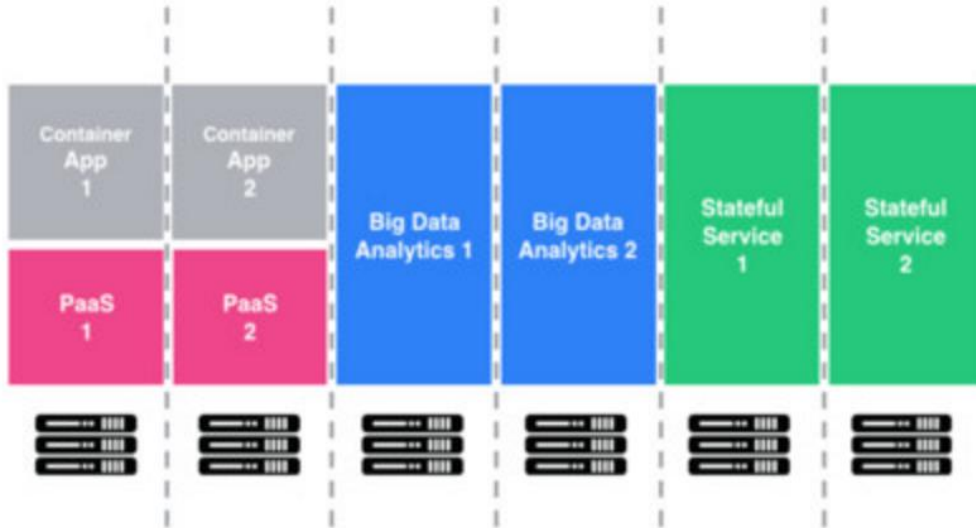 Container
App
1
Container
App
2
Big Data
Analytics 1
Big Data
Analytics 2
Stateful
Service
1
Stateful
Service
2
PaaS
1
PaaS
2